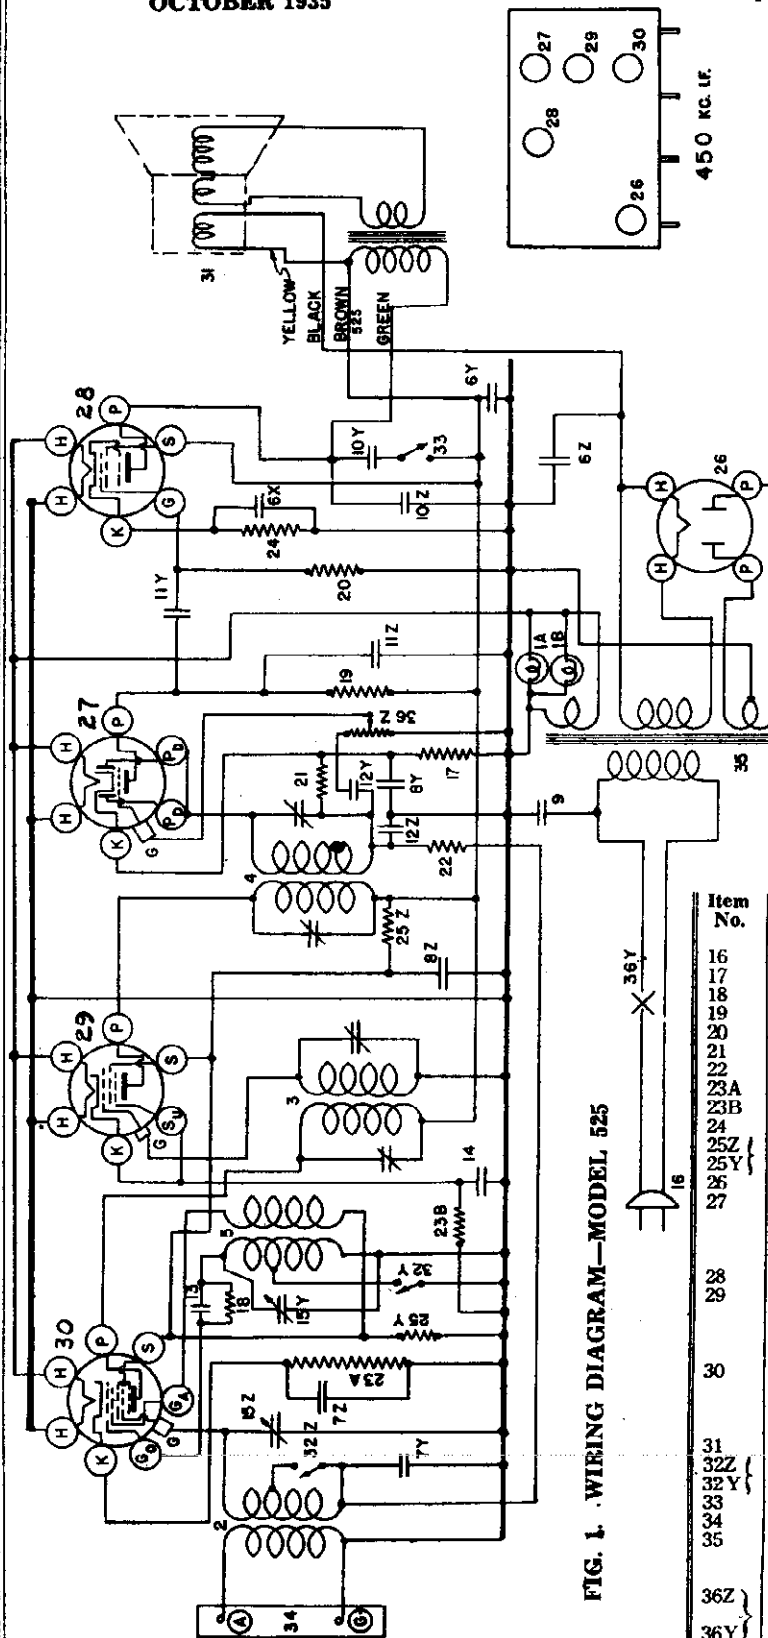 OCTOBER 1935
27
29
30
28
26
450 KC. I.F.
31
YELLOW
BLACK
BROWN
525
GREEN
28
H
H
P
S
K
G
6Y
10Y
33
6X
10Z
6Z
24
11Y
20
26
H
H
P
P
27
H
H
P
PD
PD
K
G
11Z
19
1A
1B
36Z
21
12Y
8Y
17
12Z
22
9
35
4
25Z
8Z
36Y
16
29
H
H
P
S
SU
K
G
3
14
23B
5
13
18
15Y
32Y
25Y
30
H
H
P
S
GA
G
GO
K
23A
15Z
7Z
32Z
7Y
2
A
34
G
FIG. 1. WIRING DIAGRAM—MODEL 525
Item
No.
16
17
18
19
20
21
22
23A
23B
24
25Z
25Y
26
27
28
29
30
31
32Z
32Y
33
34
35
36Z
36Y